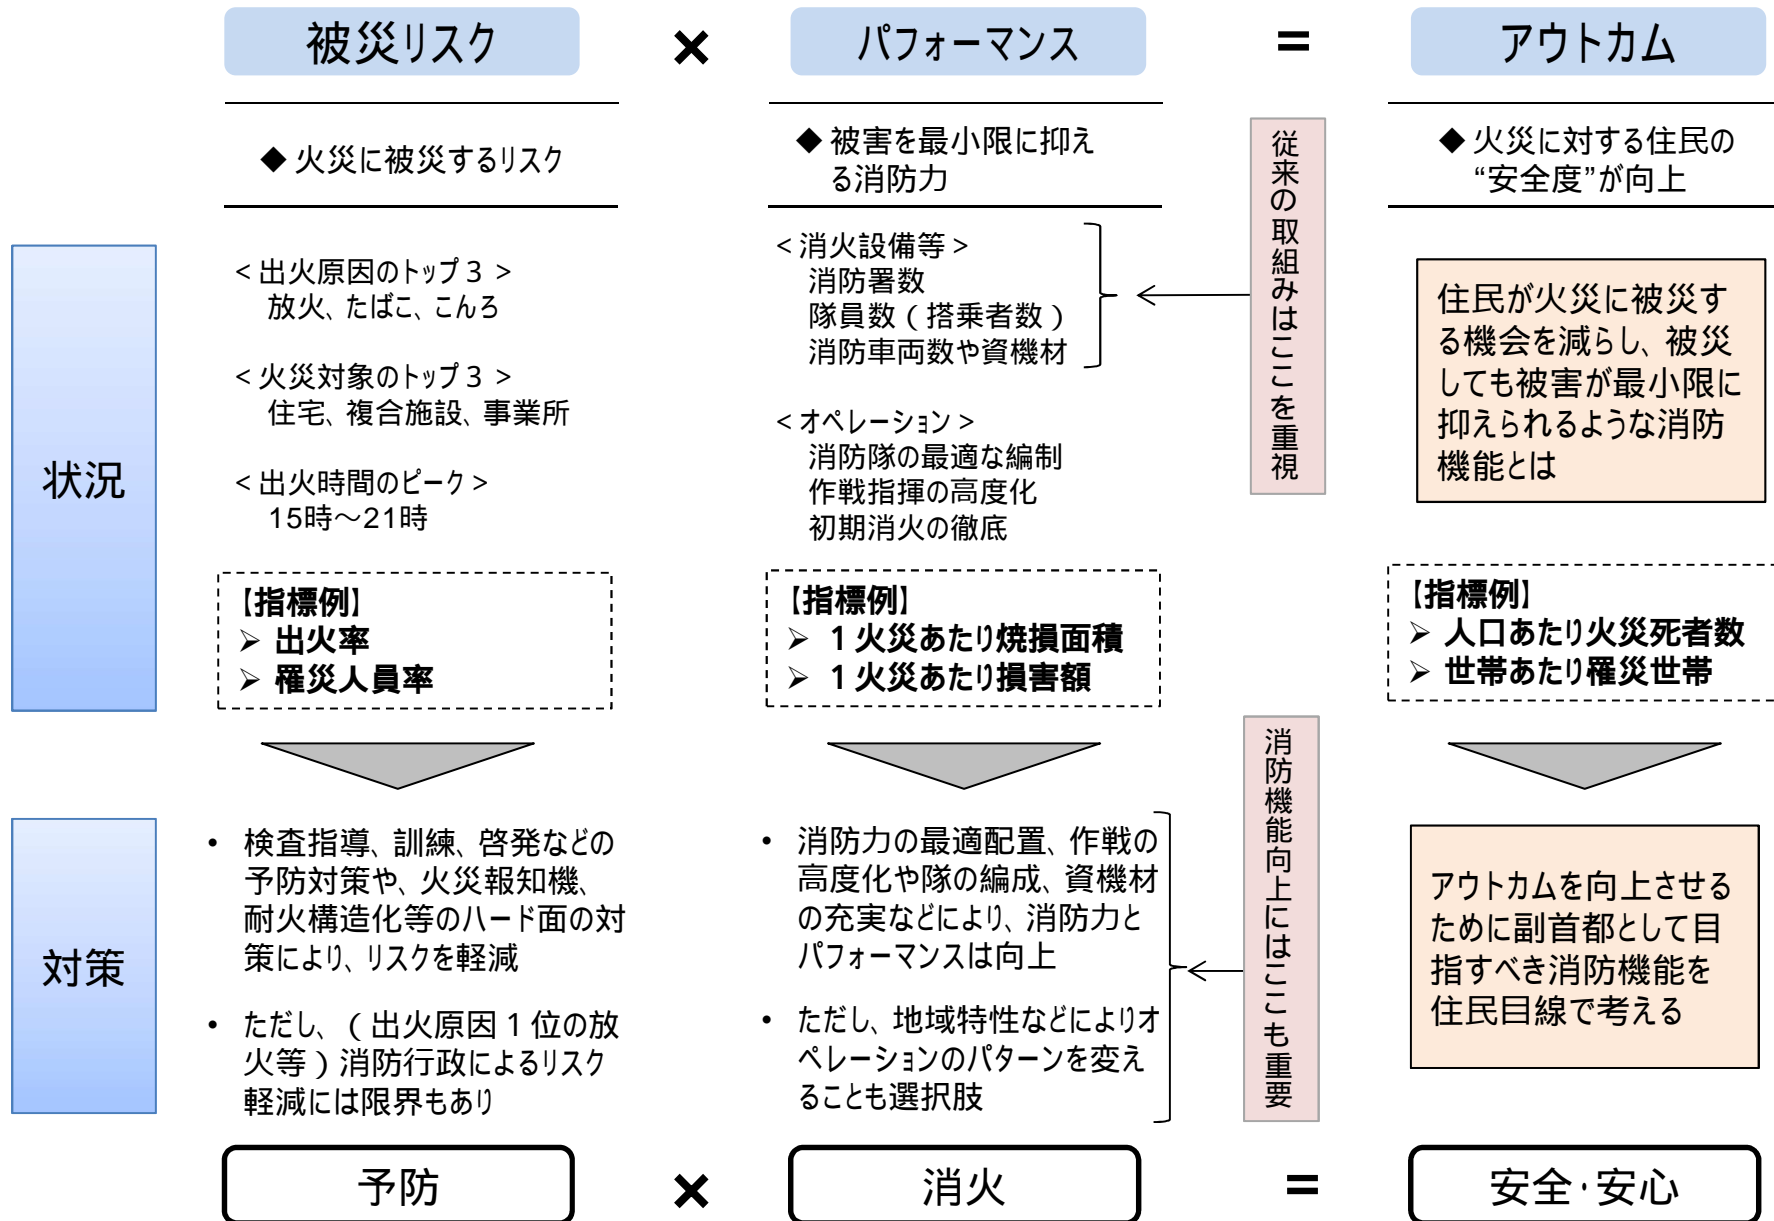 被災リスク
×
パフォーマンス
=
アウトカム
◆ 火災に被災するリスク
◆ 被害を最小限に抑え
る消防力
◆ 火災に対する住民の
“安全度”が向上
従来の取組みはここを重視
状況
<出火原因のトップ3>
放火、たばこ、こんろ
<火災対象のトップ3>
住宅、複合施設、事業所
<出火時間のピーク>
15時～21時
<消火設備等>
消防署数
隊員数(搭乗者数)
消防車両数や資機材
<オペレーション>
消防隊の最適な編制
作戦指揮の高度化
初期消火の徹底
住民が火災に被災す
る機会を減らし、被災
しても被害が最小限に
抑えられるような消防
機能とは
【指標例】
➢ 出火率
➢ 罹災人員率
【指標例】
➢ 1火災あたり焼損面積
➢ 1火災あたり損害額
【指標例】
➢ 人口あたり火災死者数
➢ 世帯あたり罹災世帯
消防機能向上にはここも重要
対策
• 検査指導、訓練、啓発などの
予防対策や、火災報知機、
耐火構造化等のハード面の対
策により、リスクを軽減
• ただし、(出火原因1位の放
火等)消防行政によるリスク
軽減には限界もあり
• 消防力の最適配置、作戦の
高度化や隊の編成、資機材
の充実などにより、消防力と
パフォーマンスは向上
• ただし、地域特性などによりオ
ペレーションのパターンを変え
ることも選択肢
アウトカムを向上させる
ために副首都として目
指すべき消防機能を
住民目線で考える
予防
×
消火
=
安全・安心